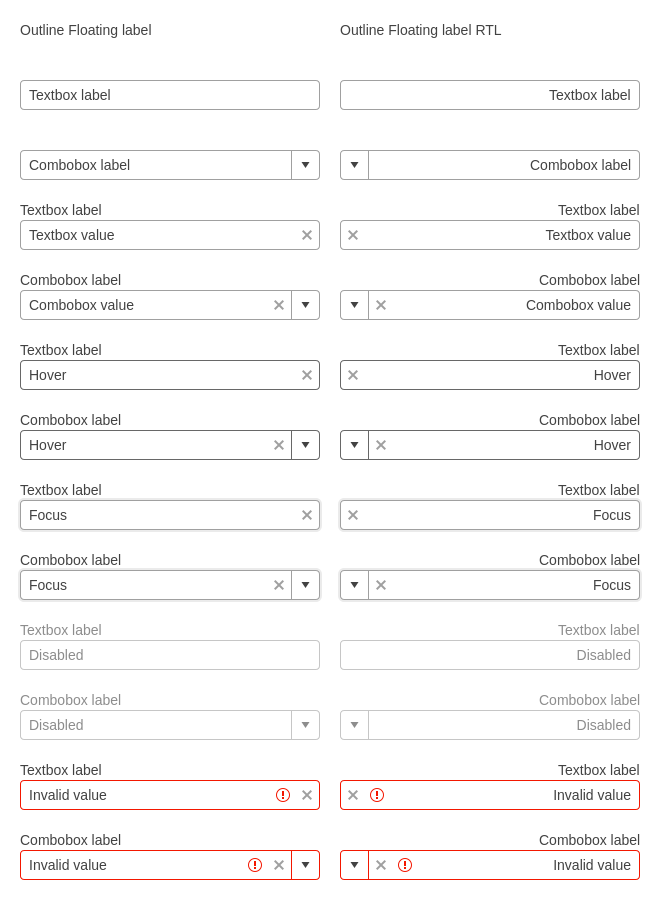 Outline Floating label
Outline Floating label RTL
Textbox label
Textbox label
Combobox label
Combobox label
Textbox label
Textbox label
Textbox value
Textbox value
Combobox label
Combobox label
Combobox value
Combobox value
Textbox label
Textbox label
Hover
Hover
Combobox label
Combobox label
Hover
Hover
Textbox label
Textbox label
Focus
Focus
Combobox label
Combobox label
Focus
Focus
Textbox label
Textbox label
Disabled
Disabled
Combobox label
Combobox label
Disabled
Disabled
Textbox label
Textbox label
Invalid value
Invalid value
Combobox label
Combobox label
Invalid value
Invalid value